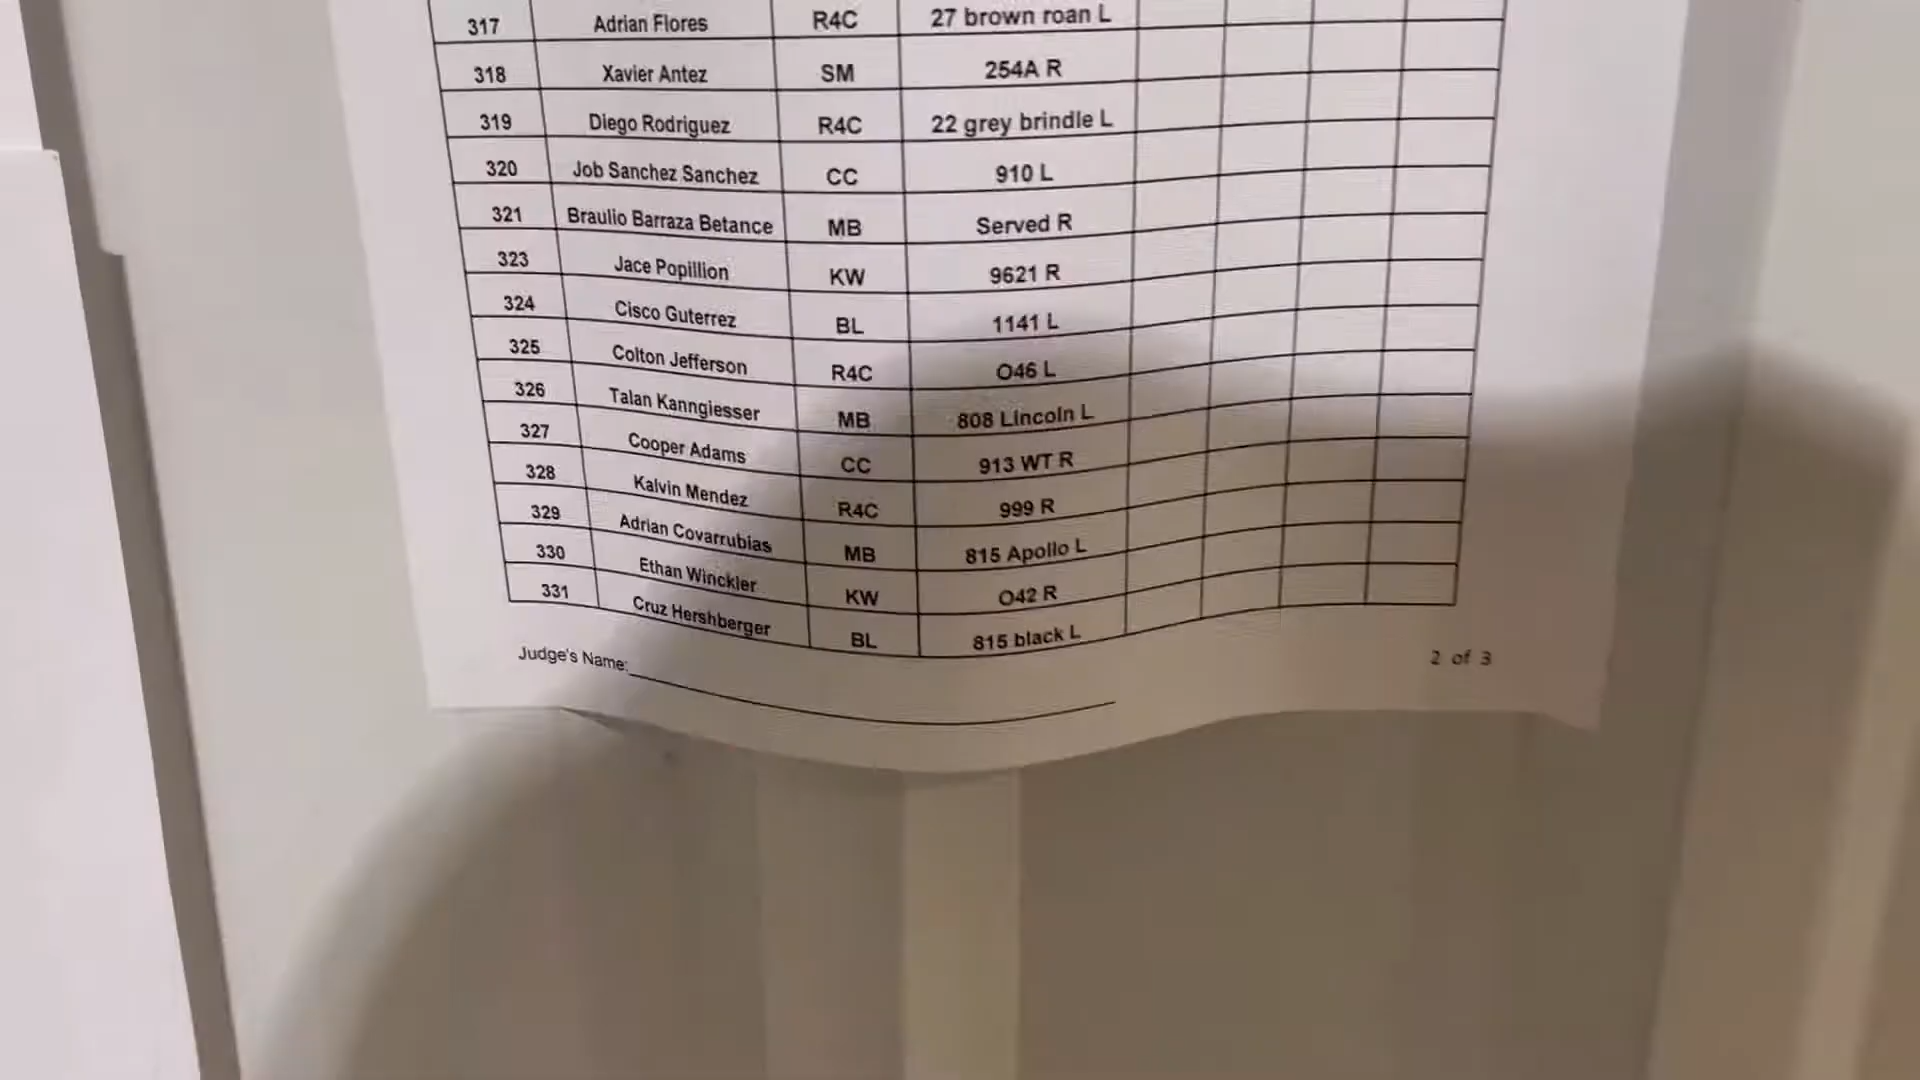 317 Adrian Flores R4C 27 brown roan L
318 Xavier Antez SM 254A R
319 Diego Rodriguez R4C 22 grey brindle L
320 Job Sanchez Sanchez CC 910 L
321 Braulio Barraza Betance MB Served R
323 Jace Popillion KW 9621 R
324 Cisco Guterrez BL 1141 L
325 Colton Jefferson R4C O46 L
326 Talan Kanngiesser MB 808 Lincoln L
327 Cooper Adams CC 913 WT R
328 Kalvin Mendez R4C 999 R
329 Adrian Covarrubias MB 815 Apollo L
330 Ethan Winckler KW O42 R
331 Cruz Hershberger BL 815 black L
Judge's Name:
2 of 3